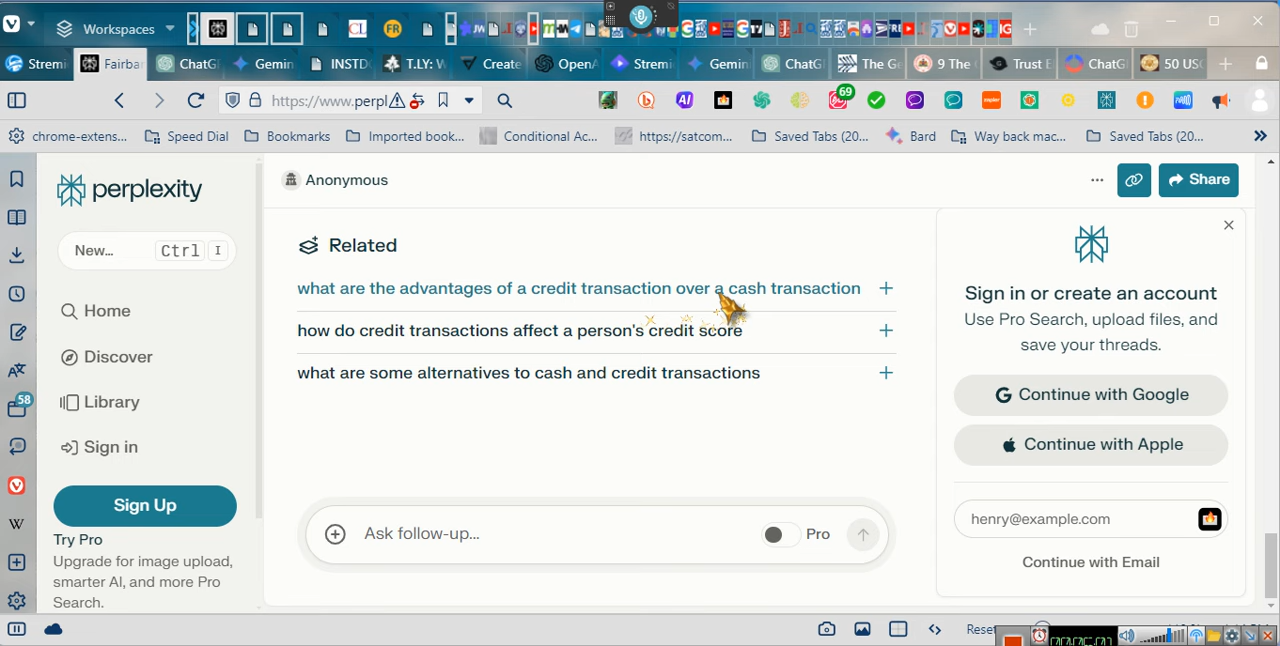 Workspaces
CL
FR
IG
Stremi
Fairba
ChatG
Gemin
INSTD
T.I.Y: W
Create
OpenA
Stremi
Gemin
ChatG
The Ge
9 The
Trust E
ChatG
50 USC
https://www.perpl
AI
69
chrome-extens...
Speed Dial
Bookmarks
Imported book...
Conditional Ac...
https://satcom...
Saved Tabs (20...
Bard
Way back mac...
Saved Tabs (20...
perplexity
Anonymous
Share
New...
Ctrl
I
Home
Discover
Library
Sign in
Sign Up
Try Pro
Upgrade for image upload,
smarter AI, and more Pro
Search.
58
W
Related
what are the advantages of a credit transaction over a cash transaction
how do credit transactions affect a person's credit score
what are some alternatives to cash and credit transactions
Ask follow-up...
Pro
Sign in or create an account
Use Pro Search, upload files, and
save your threads.
Continue with Google
Continue with Apple
henry@example.com
Continue with Email
Reset